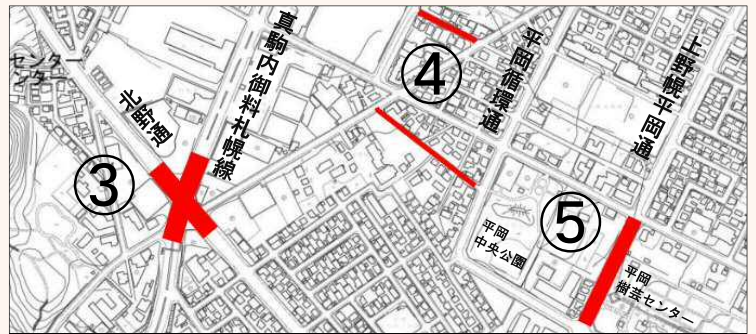 センター
ンター
北野通
真駒内御料札幌線
平岡循環通
上野幌平岡通
③
④
⑤
平岡
中央公園
平岡
樹芸センター